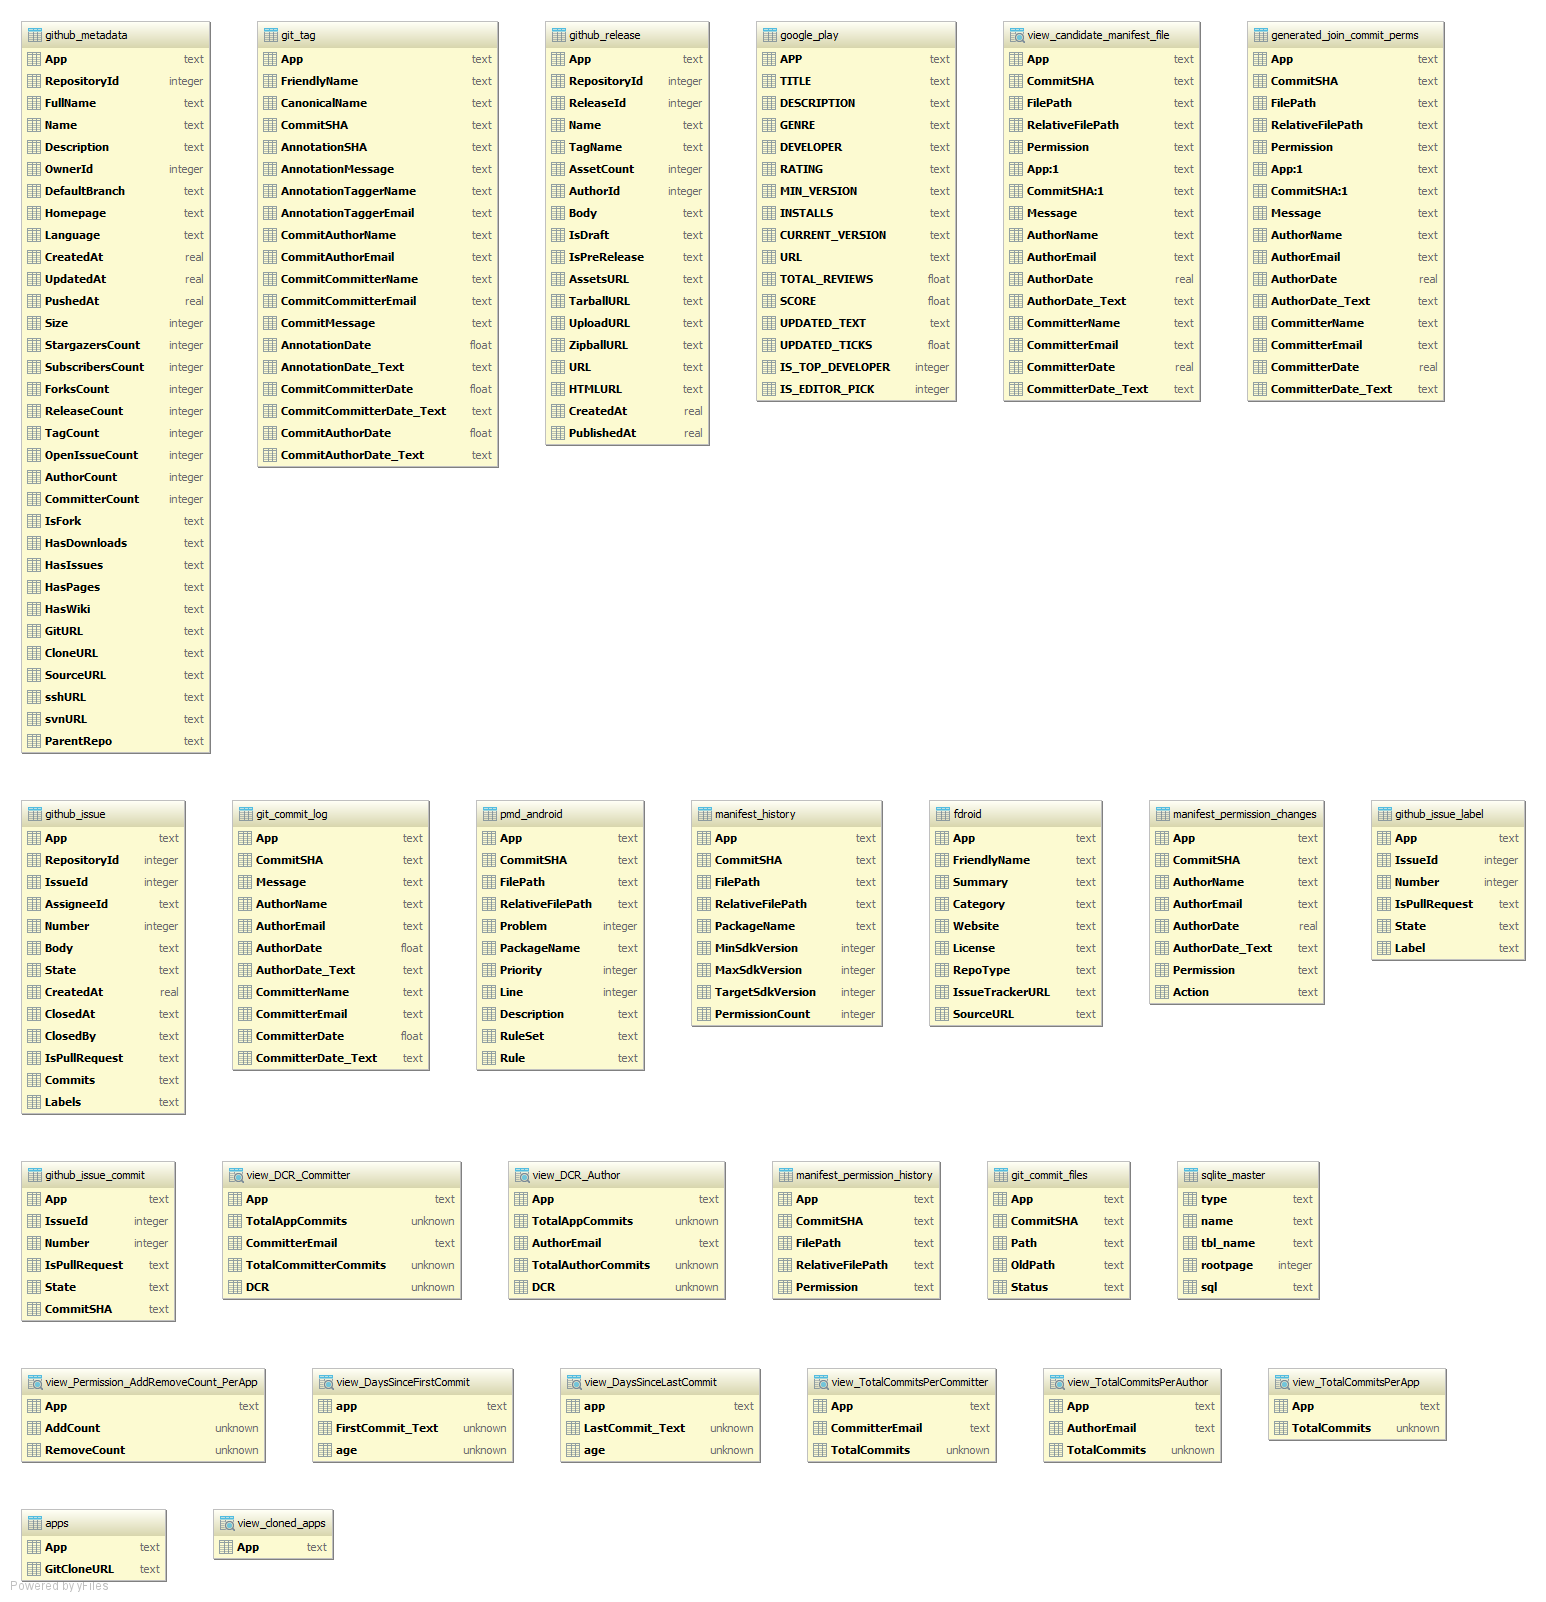 github_metadata
App text
RepositoryId integer
FullName text
Name text
Description text
OwnerId integer
DefaultBranch text
Homepage text
Language text
CreatedAt real
UpdatedAt real
PushedAt real
Size integer
StargazersCount integer
SubscribersCount integer
ForksCount integer
ReleaseCount integer
TagCount integer
OpenIssueCount integer
AuthorCount integer
CommitterCount integer
IsFork text
HasDownloads text
HasIssues text
HasPages text
HasWiki text
GitURL text
CloneURL text
SourceURL text
sshURL text
svnURL text
ParentRepo text
git_tag
App text
FriendlyName text
CanonicalName text
CommitSHA text
AnnotationSHA text
AnnotationMessage text
AnnotationTaggerName text
AnnotationTaggerEmail text
CommitAuthorName text
CommitAuthorEmail text
CommitCommitterName text
CommitCommitterEmail text
CommitMessage text
AnnotationDate float
AnnotationDate_Text text
CommitCommitterDate float
CommitCommitterDate_Text text
CommitAuthorDate float
CommitAuthorDate_Text text
github_release
App text
RepositoryId integer
ReleaseId integer
Name text
TagName text
AssetCount integer
AuthorId integer
Body text
IsDraft text
IsPreRelease text
AssetsURL text
TarballURL text
UploadURL text
ZipballURL text
URL text
HTMLURL text
CreatedAt real
PublishedAt real
google_play
APP text
TITLE text
DESCRIPTION text
GENRE text
DEVELOPER text
RATING text
MIN_VERSION text
INSTALLS text
CURRENT_VERSION text
URL text
TOTAL_REVIEWS float
SCORE float
UPDATED_TEXT text
UPDATED_TICKS float
IS_TOP_DEVELOPER integer
IS_EDITOR_PICK integer
view_candidate_manifest_file
App text
CommitSHA text
FilePath text
RelativeFilePath text
Permission text
App:1 text
CommitSHA:1 text
Message text
AuthorName text
AuthorEmail text
AuthorDate real
AuthorDate_Text text
CommitterName text
CommitterEmail text
CommitterDate real
CommitterDate_Text text
generated_join_commit_perms
App text
CommitSHA text
FilePath text
RelativeFilePath text
Permission text
App:1 text
CommitSHA:1 text
Message text
AuthorName text
AuthorEmail text
AuthorDate real
AuthorDate_Text text
CommitterName text
CommitterEmail text
CommitterDate real
CommitterDate_Text text
github_issue
App text
RepositoryId integer
IssueId integer
AssigneeId text
Number integer
Body text
State text
CreatedAt real
ClosedAt text
ClosedBy text
IsPullRequest text
Commits text
Labels text
git_commit_log
App text
CommitSHA text
Message text
AuthorName text
AuthorEmail text
AuthorDate float
AuthorDate_Text text
CommitterName text
CommitterEmail text
CommitterDate float
CommitterDate_Text text
pmd_android
App text
CommitSHA text
FilePath text
RelativeFilePath text
Problem integer
PackageName text
Priority integer
Line integer
Description text
RuleSet text
Rule text
manifest_history
App text
CommitSHA text
FilePath text
RelativeFilePath text
PackageName text
MinSdkVersion integer
MaxSdkVersion integer
TargetSdkVersion integer
PermissionCount integer
fdroid
App text
FriendlyName text
Summary text
Category text
Website text
License text
RepoType text
IssueTrackerURL text
SourceURL text
manifest_permission_changes
App text
CommitSHA text
AuthorName text
AuthorEmail text
AuthorDate real
AuthorDate_Text text
Permission text
Action text
github_issue_label
App text
IssueId integer
Number integer
IsPullRequest text
State text
Label text
github_issue_commit
App text
IssueId integer
Number integer
IsPullRequest text
State text
CommitSHA text
view_DCR_Committer
App text
TotalAppCommits unknown
CommitterEmail text
TotalCommitterCommits unknown
DCR unknown
view_DCR_Author
App text
TotalAppCommits unknown
AuthorEmail text
TotalAuthorCommits unknown
DCR unknown
manifest_permission_history
App text
CommitSHA text
FilePath text
RelativeFilePath text
Permission text
git_commit_files
App text
CommitSHA text
Path text
OldPath text
Status text
sqlite_master
type text
name text
tbl_name text
rootpage integer
sql text
view_Permission_AddRemoveCount_PerApp
App text
AddCount unknown
RemoveCount unknown
view_DaysSinceFirstCommit
app text
FirstCommit_Text unknown
age unknown
view_DaysSinceLastCommit
app text
LastCommit_Text unknown
age unknown
view_TotalCommitsPerCommitter
App text
CommitterEmail text
TotalCommits unknown
view_TotalCommitsPerAuthor
App text
AuthorEmail text
TotalCommits unknown
view_TotalCommitsPerApp
App text
TotalCommits unknown
apps
App text
GitCloneURL text
view_cloned_apps
App text
Powered by yFiles